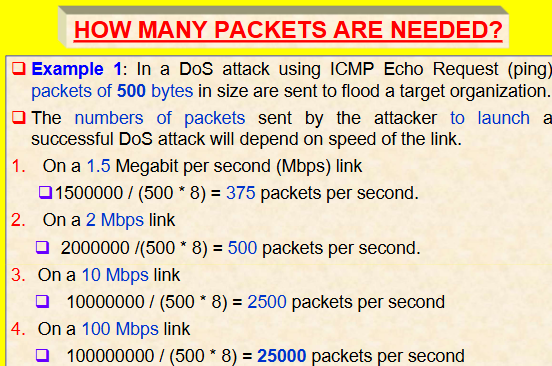 HOW MANY PACKETS ARE NEEDED?
Example 1: In a DoS attack using ICMP Echo Request (ping)
packets of 500 bytes in size are sent to flood a target organization.
The numbers of packets sent by the attacker to launch a
successful DoS attack will depend on speed of the link.
1. On a 1.5 Megabit per second (Mbps) link
1500000 / (500 * 8) = 375 packets per second.
2. On a 2 Mbps link
2000000 /(500 * 8) = 500 packets per second.
3. On a 10 Mbps link
10000000 / (500 * 8) = 2500 packets per second
4. On a 100 Mbps link
100000000 / (500 * 8) = 25000 packets per second